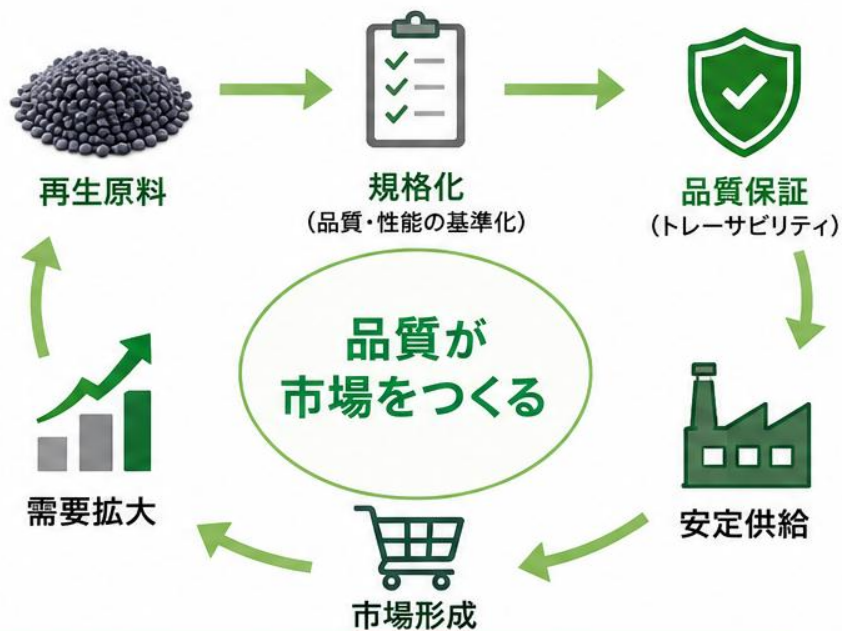 再生原料
規格化
(品質・性能の基準化)
品質保証
(トレーサビリティ)
品質が
市場をつくる
需要拡大
安定供給
市場形成